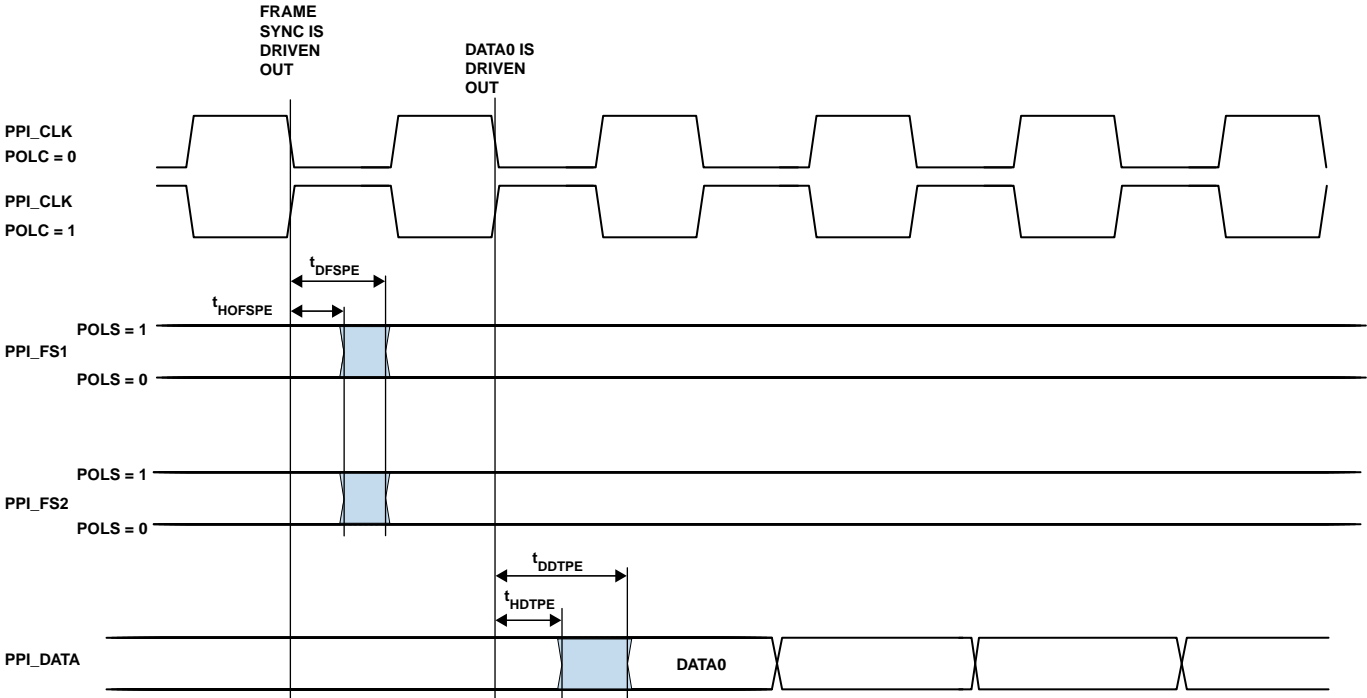 FRAME
SYNC IS
DRIVEN
OUT
DATA0 IS
DRIVEN
OUT
PPI_CLK
POLC = 0
PPI_CLK
POLC = 1
tDFSPE
tHOFSPE
POLS = 1
PPI_FS1
POLS = 0
POLS = 1
PPI_FS2
POLS = 0
tDDTPE
tHDTPE
PPI_DATA
DATA0